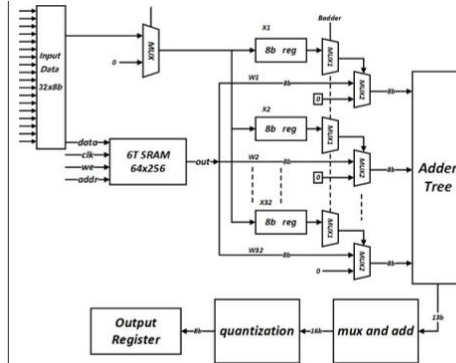 Input
Data
32x8b
MUX
0
data
clk
we
addr
6T SRAM
64x256
out
X1
8b reg
Badder
MUX1
W1
8b
0
MUX2
8b
X2
8b reg
MUX1
W2
8b
0
MUX2
8b
X32
8b reg
MUX1
W32
8b
0
MUX2
8b
Adder
Tree
13b
mux and add
16b
quantization
8b
Output
Register